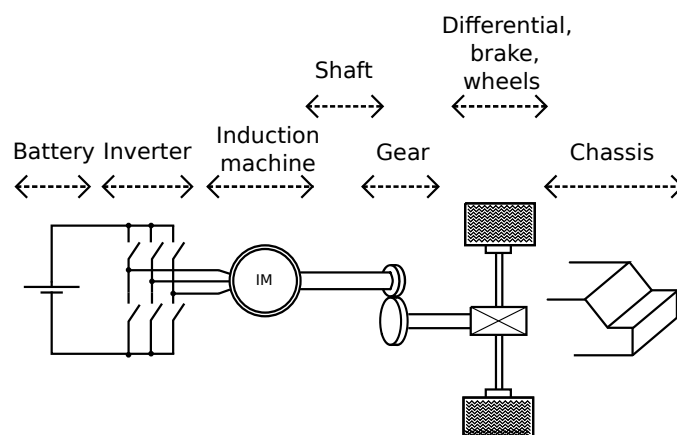 Differential,
brake,
wheels
Shaft
Battery
Inverter
Induction
machine
Gear
Chassis
IM